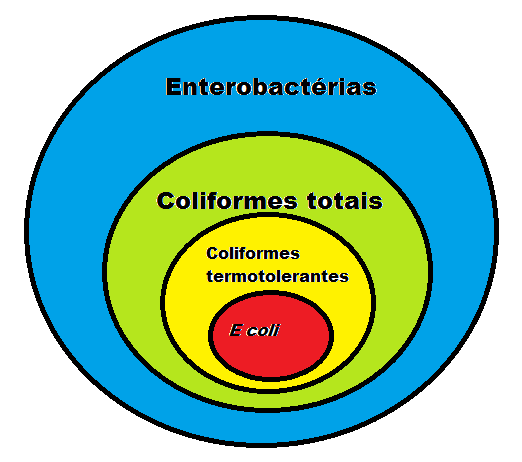 Enterobactérias
Coliformes totais
Coliformes
termotolerantes
E coli